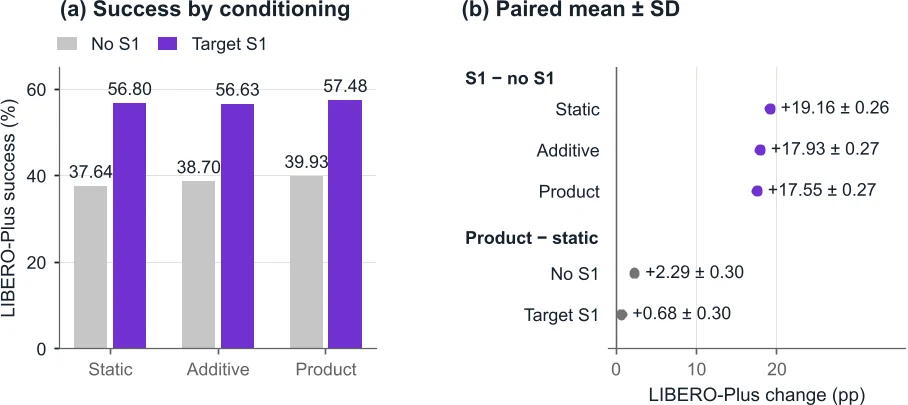 (a) Success by conditioning
No S1
Target S1
LIBERO-Plus success (%)
60
40
20
0
37.64
56.80
38.70
56.63
39.93
57.48
Static
Additive
Product
(b) Paired mean ± SD
S1 − no S1
Static
+19.16 ± 0.26
Additive
+17.93 ± 0.27
Product
+17.55 ± 0.27
Product − static
No S1
+2.29 ± 0.30
Target S1
+0.68 ± 0.30
0
10
20
LIBERO-Plus change (pp)